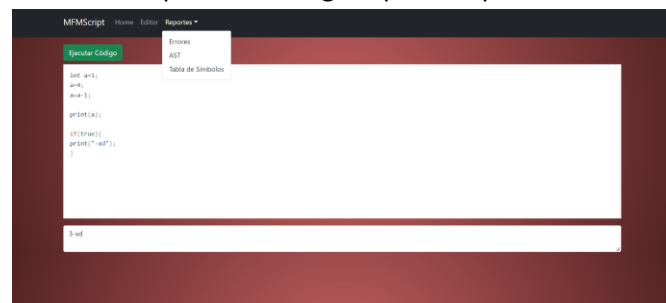 MFMScript Home Editor Reportes
Errores
AST
Tabla de Símbolos
Ejecutar Código
int a=1;
a=4;
a=a-1;
print(a);
if(true){
print("-xd");
}
3-xd